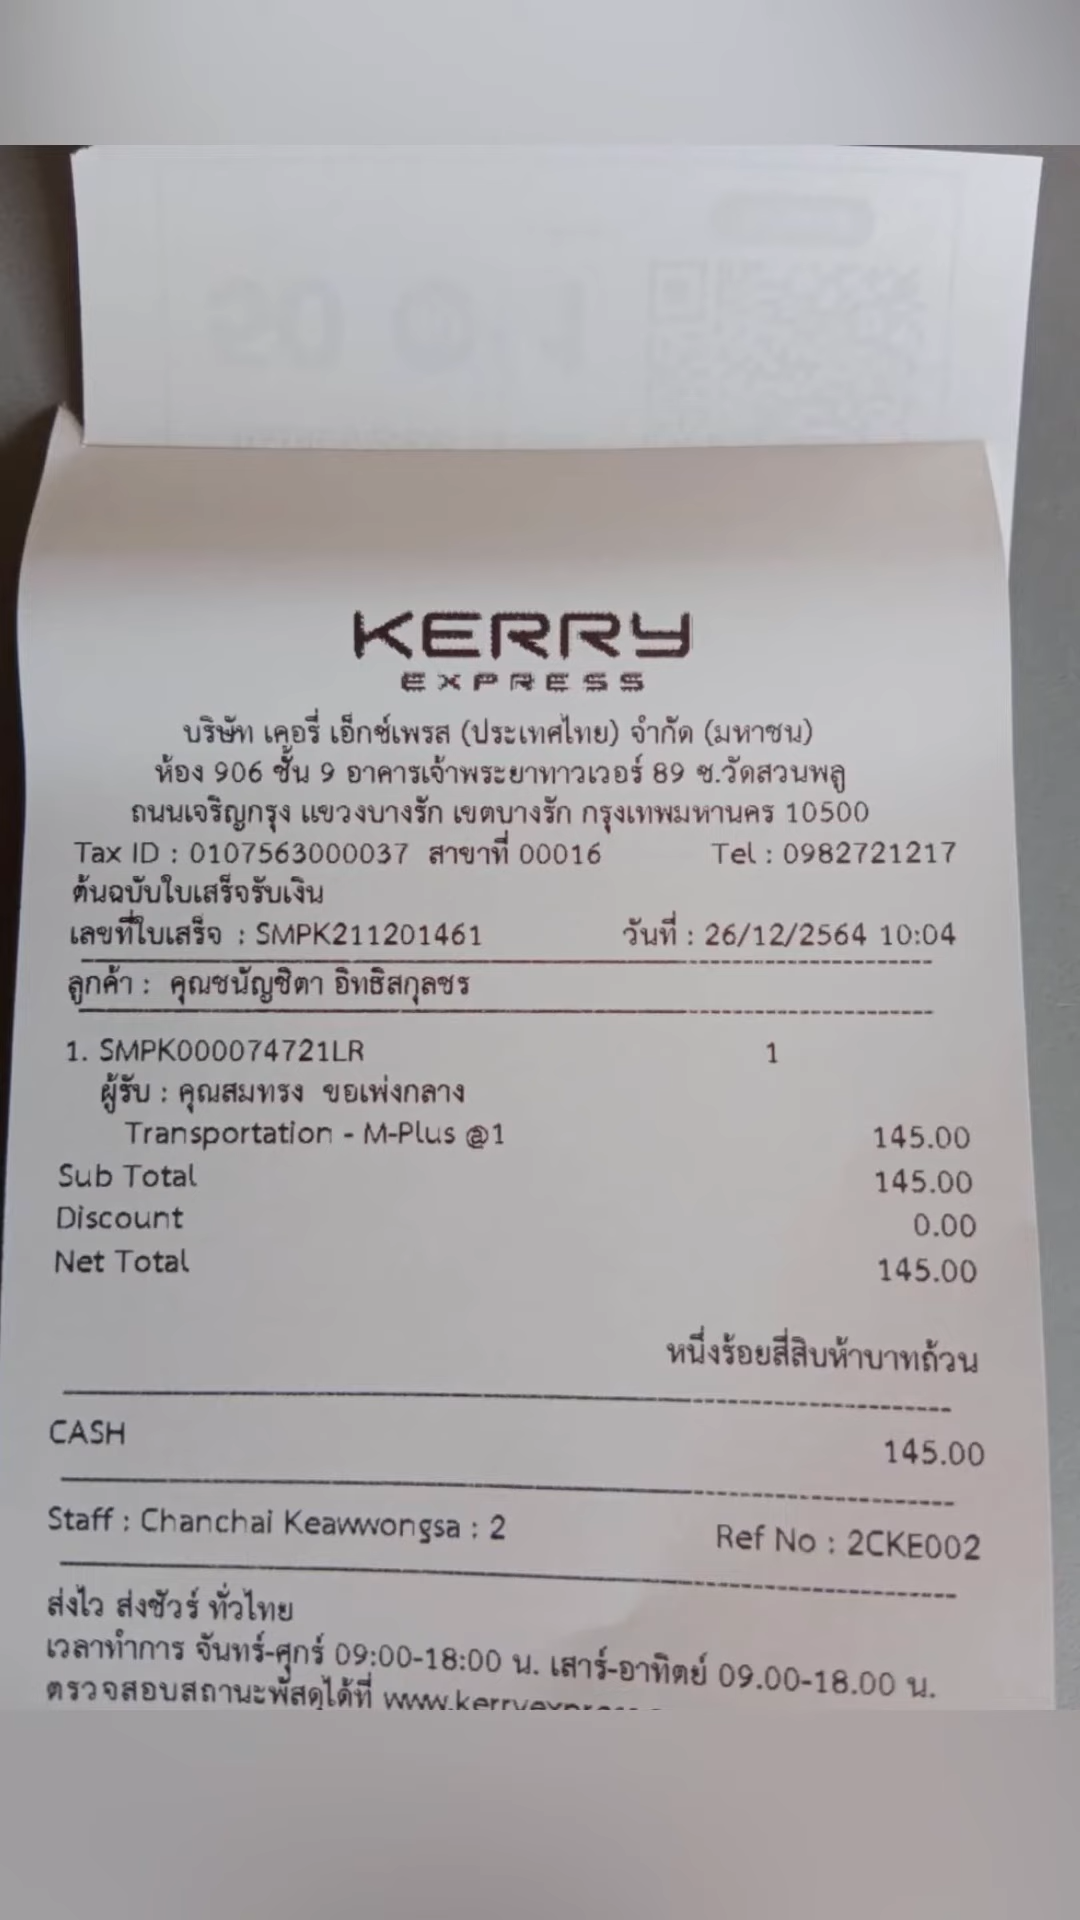 KERRY
EXPRESS
บริษัท เคอรี่ เอ็กซ์เพรส (ประเทศไทย) จำกัด (มหาชน)
ห้อง 906 ชั้น 9 อาคารเจ้าพระยาทาวเวอร์ 89 ซ.วัดสวนพลู
ถนนเจริญกรุง แขวงบางรัก เขตบางรัก กรุงเทพมหานคร 10500
Tax ID : 0107563000037 สาขาที่ 00016 Tel : 0982721217
ต้นฉบับใบเสร็จรับเงิน
เลขที่ใบเสร็จ : SMPK211201461 วันที่ : 26/12/2564 10:04
ลูกค้า : คุณชนัญชิตา อิทธิสกุลชร
1. SMPK000074721LR 1
ผู้รับ : คุณสมทรง ขอเพ่งกลาง
Transportation - M-Plus @1 145.00
Sub Total 145.00
Discount 0.00
Net Total 145.00
หนึ่งร้อยสี่สิบห้าบาทถ้วน
CASH 145.00
Staff : Chanchai Keawwongsa : 2 Ref No : 2CKE002
ส่งไว ส่งชัวร์ ทั่วไทย
เวลาทำการ จันทร์-ศุกร์ 09:00-18:00 น. เสาร์-อาทิตย์ 09.00-18.00 น.
ตรวจสอบสถานะพัสดุได้ที่